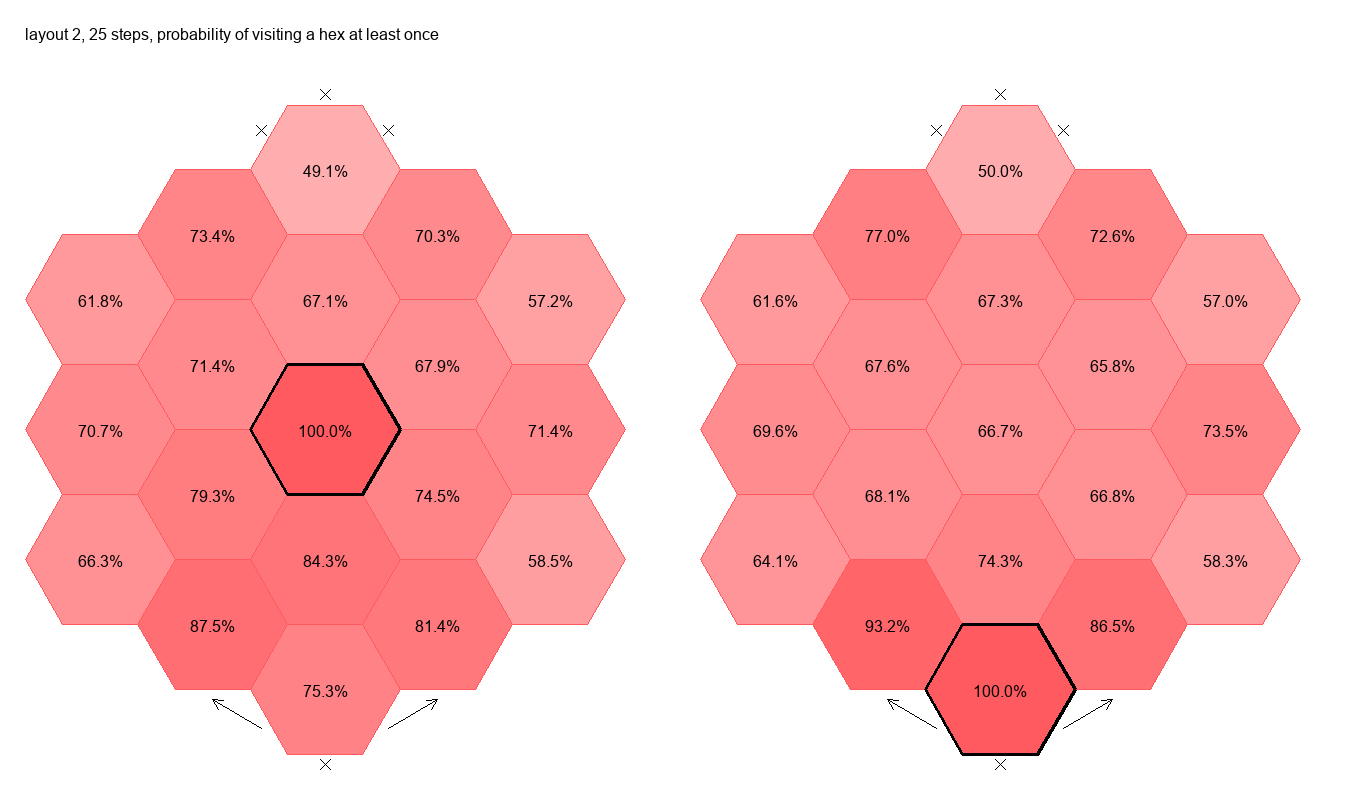 layout 2, 25 steps, probability of visiting a hex at least once
49.1%
73.4% 70.3%
61.8% 67.1% 57.2%
71.4% 67.9%
70.7% 100.0% 71.4%
79.3% 74.5%
66.3% 84.3% 58.5%
87.5% 81.4%
75.3%
50.0%
77.0% 72.6%
61.6% 67.3% 57.0%
67.6% 65.8%
69.6% 66.7% 73.5%
68.1% 66.8%
64.1% 74.3% 58.3%
93.2% 86.5%
100.0%